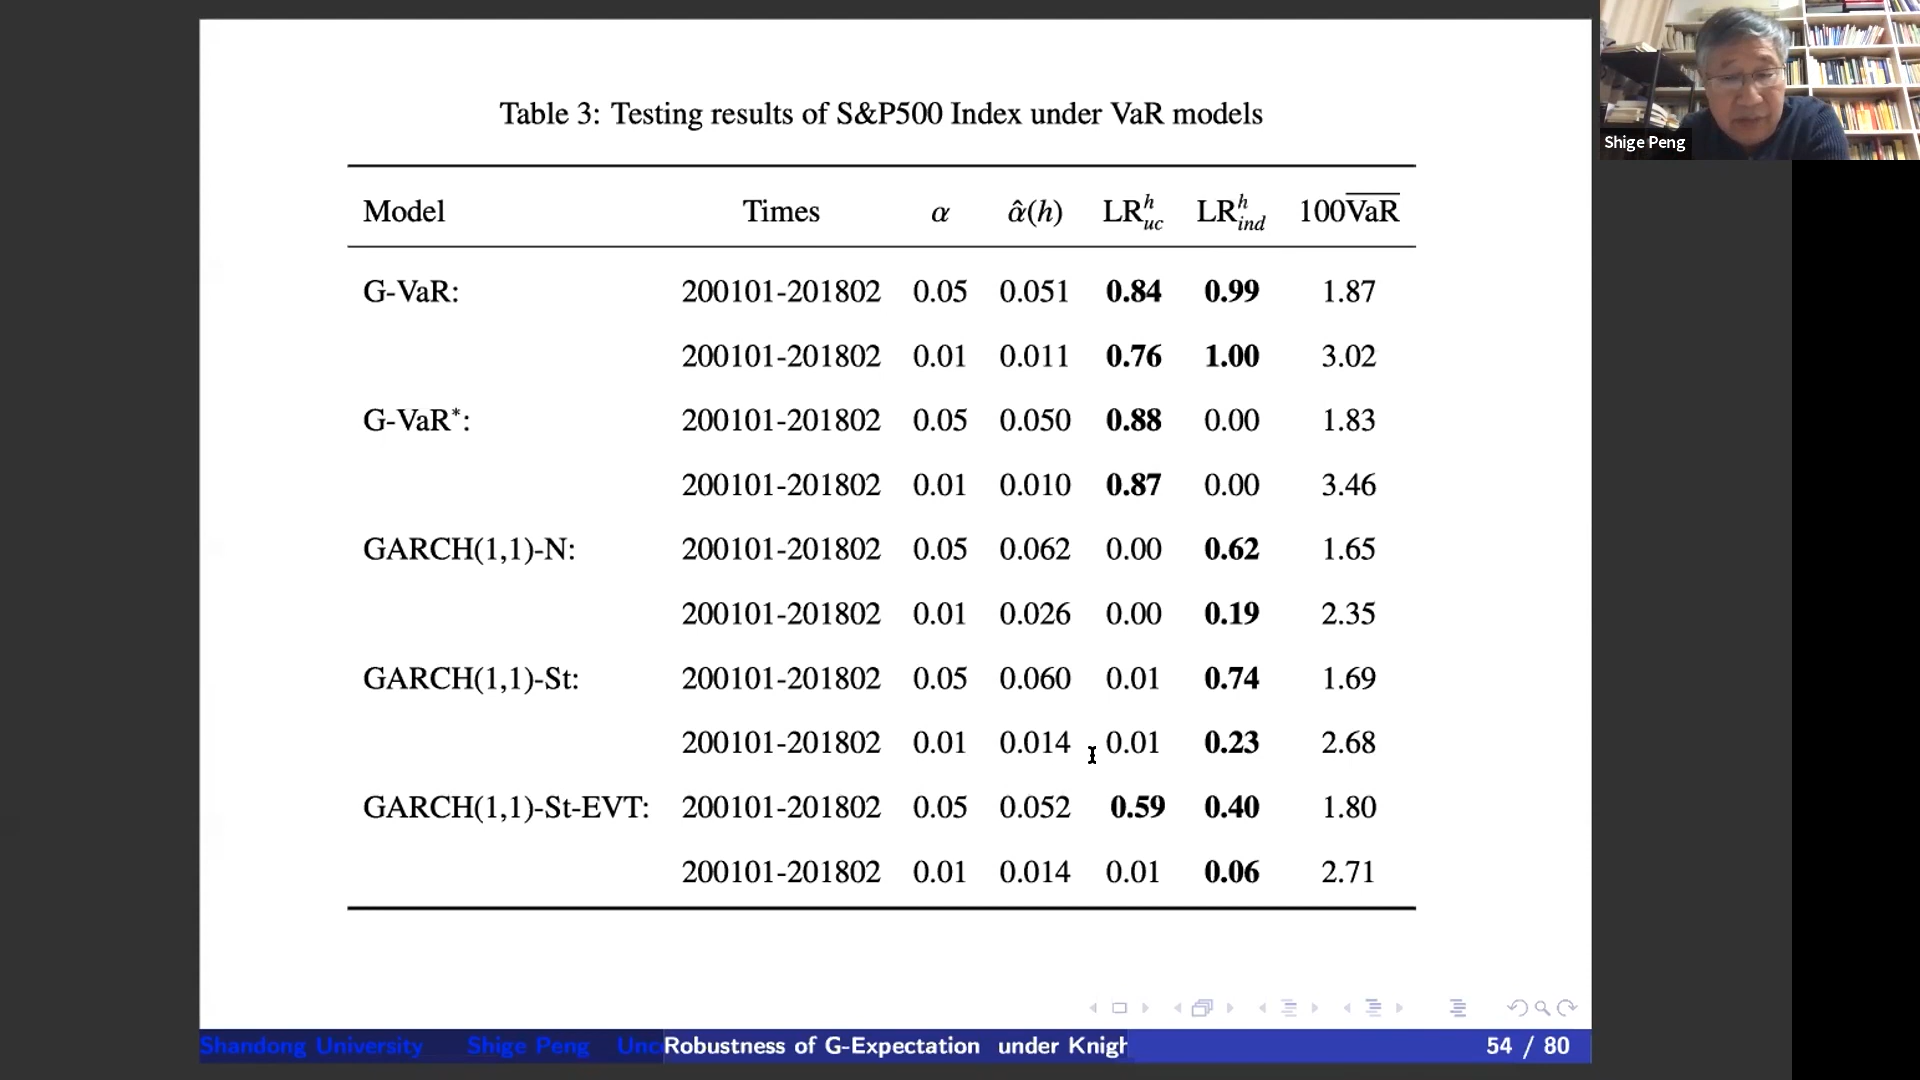 Table 3: Testing results of S&P500 Index under VaR models
Model Times α α̂(h) LR^h_uc LR^h_ind 100V̅a̅R̅
G-VaR: 200101-201802 0.05 0.051 0.84 0.99 1.87
200101-201802 0.01 0.011 0.76 1.00 3.02
G-VaR*: 200101-201802 0.05 0.050 0.88 0.00 1.83
200101-201802 0.01 0.010 0.87 0.00 3.46
GARCH(1,1)-N: 200101-201802 0.05 0.062 0.00 0.62 1.65
200101-201802 0.01 0.026 0.00 0.19 2.35
GARCH(1,1)-St: 200101-201802 0.05 0.060 0.01 0.74 1.69
200101-201802 0.01 0.014 0.01 0.23 2.68
GARCH(1,1)-St-EVT: 200101-201802 0.05 0.052 0.59 0.40 1.80
200101-201802 0.01 0.014 0.01 0.06 2.71
Shandong University Shige Peng Unc Robustness of G-Expectation under Knigh 54 / 80
Shige Peng